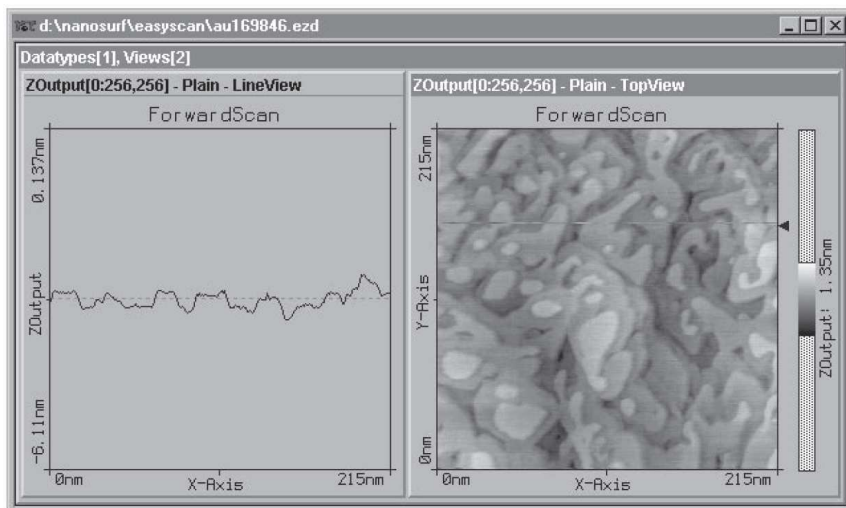 d:\nanosurf\easyscan\au169846.ezd
Datatypes[1], Views[2]
ZOutput[0:256,256] - Plain - LineView
ForwardScan
0.137nm
ZOutput
-6.11nm
0nm
X-Axis
215nm
ZOutput[0:256,256] - Plain - TopView
ForwardScan
215nm
Y-Axis
0nm
0nm
X-Axis
215nm
ZOutput: 1.35nm